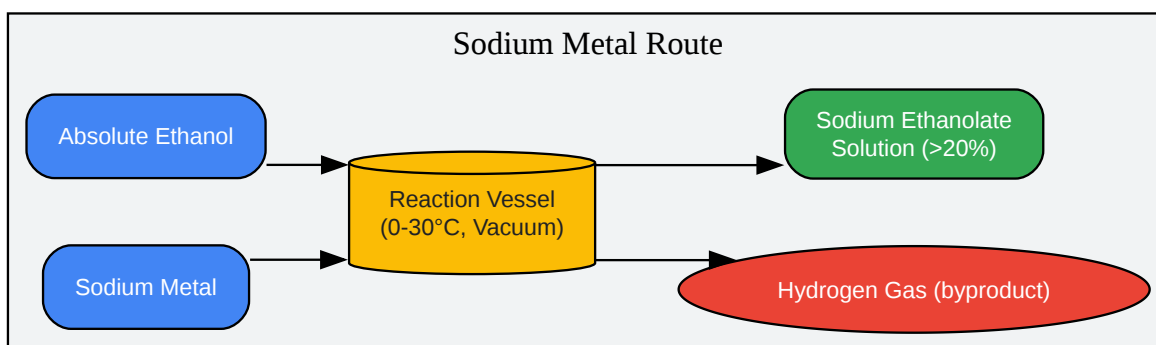 Sodium Metal Route
Absolute Ethanol
Sodium Metal
Reaction Vessel
(0-30°C, Vacuum)
Sodium Ethanolate
Solution (>20%)
Hydrogen Gas (byproduct)